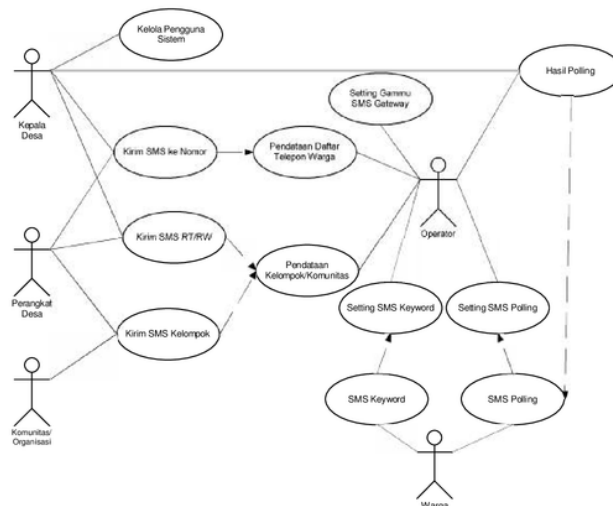 Kelola Pengguna
Sistem
Hasil Polling
Kepala
Desa
Setting Gammu
SMS Gateway
Kirim SMS ke Nomor
Pendataan Daftar
Telepon Warga
Operator
Kirim SMS RT/RW
Pendataan
Kelompok/Komunitas
Perangkat
Desa
Setting SMS Keyword
Setting SMS Polling
Kirim SMS Kelompok
SMS Keyword
SMS Polling
Komunitas/
Organisasi
Warga